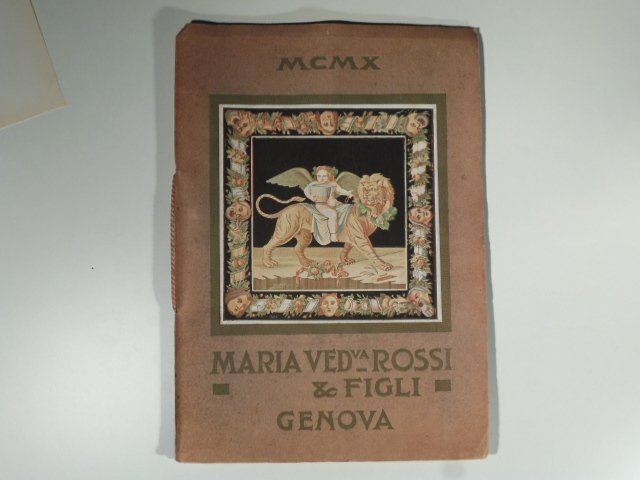 MCMX
MARIA VEDVA ROSSI
& FIGLI
GENOVA